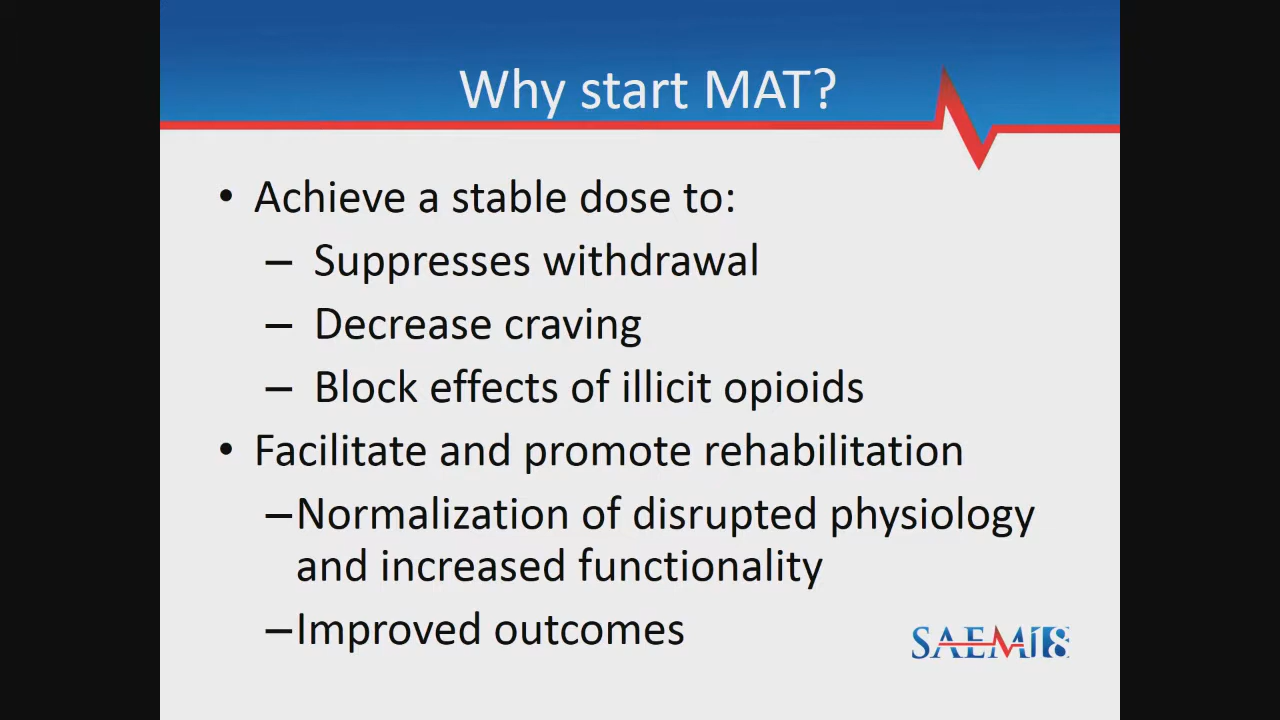 Why start MAT?
• Achieve a stable dose to:
– Suppresses withdrawal
– Decrease craving
– Block effects of illicit opioids
• Facilitate and promote rehabilitation
–Normalization of disrupted physiology
and increased functionality
–Improved outcomes
SAEM18